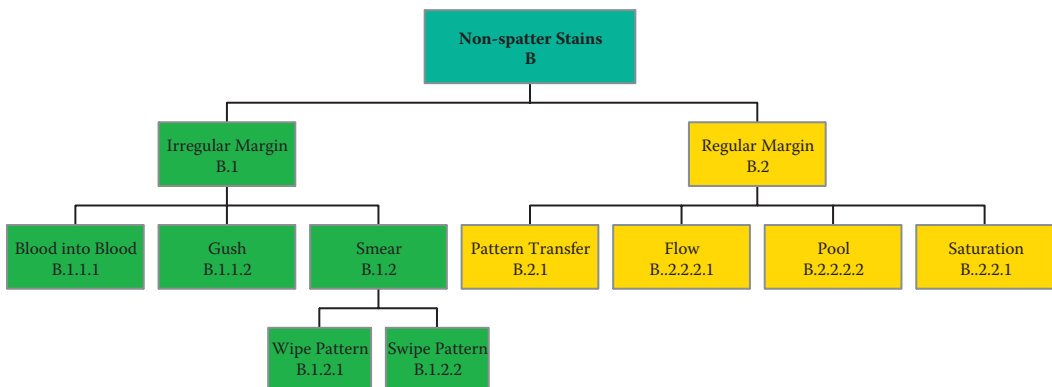 Non-spatter Stains
B
Irregular Margin
B.1
Regular Margin
B.2
Blood into Blood
B.1.1.1
Gush
B.1.1.2
Smear
B.1.2
Pattern Transfer
B.2.1
Flow
B..2.2.2.1
Pool
B.2.2.2.2
Saturation
B..2.2.1
Wipe Pattern
B.1.2.1
Swipe Pattern
B.1.2.2